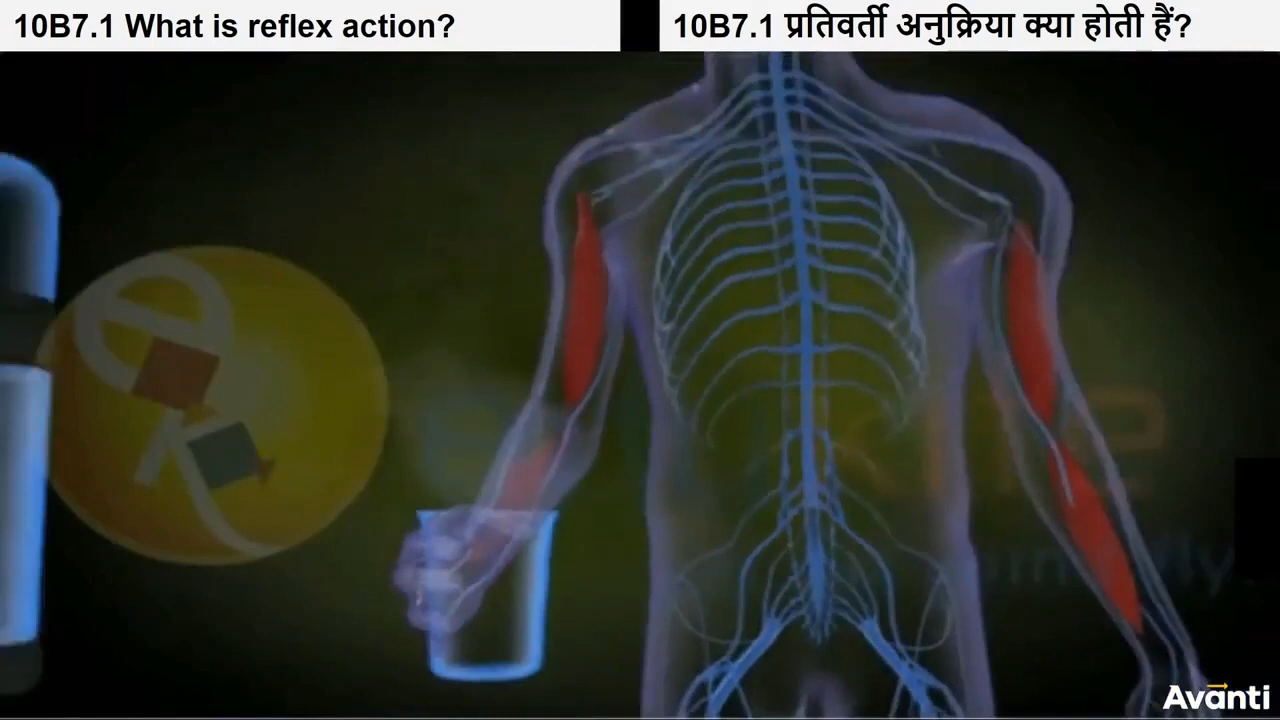 10B7.1 What is reflex action?
10B7.1 प्रतिवर्ती अनुक्रिया क्या होती हैं?
Avanti